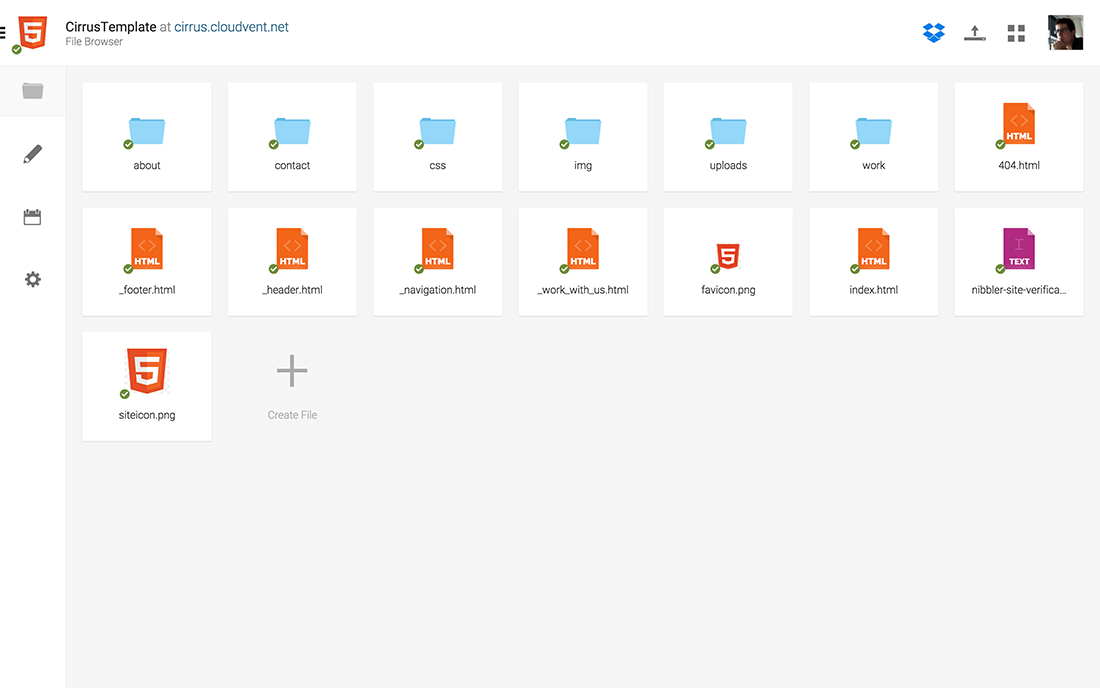 CirrusTemplate at cirrus.cloudvent.net
File Browser
about
contact
css
img
uploads
work
HTML
404.html
HTML
_footer.html
HTML
_header.html
HTML
_navigation.html
HTML
_work_with_us.html
favicon.png
HTML
index.html
TEXT
nibbler-site-verifica...
siteicon.png
Create File